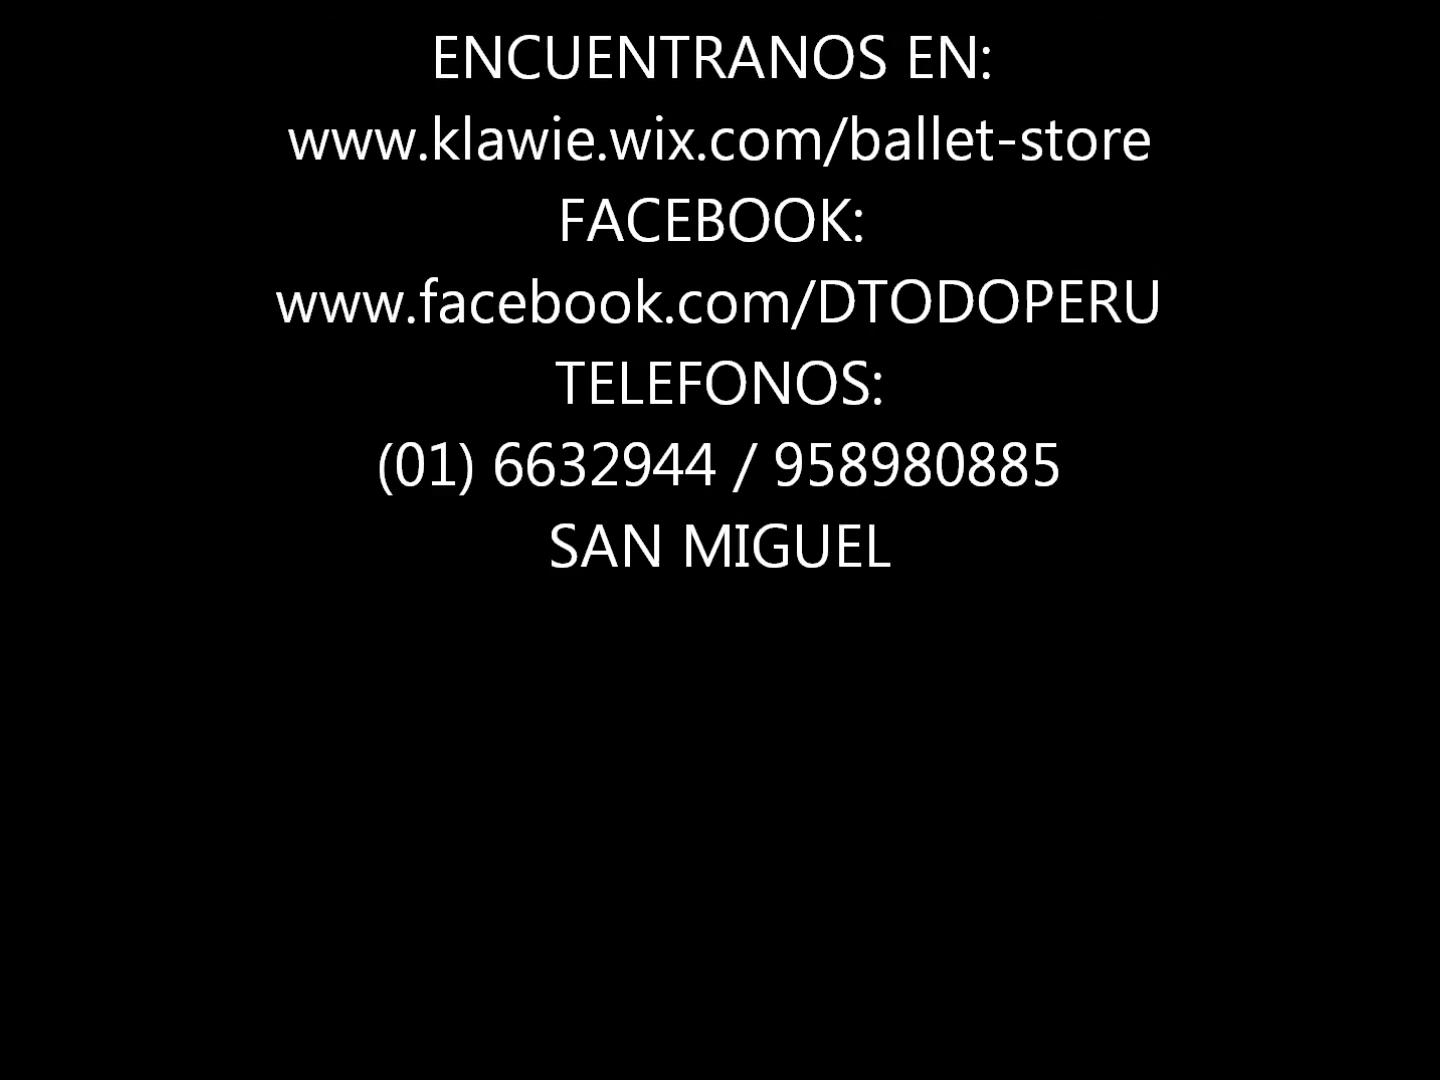 ENCUENTRANOS EN:
www.klawie.wix.com/ballet-store
FACEBOOK:
www.facebook.com/DTODOPERU
TELEFONOS:
(01) 6632944 / 958980885
SAN MIGUEL